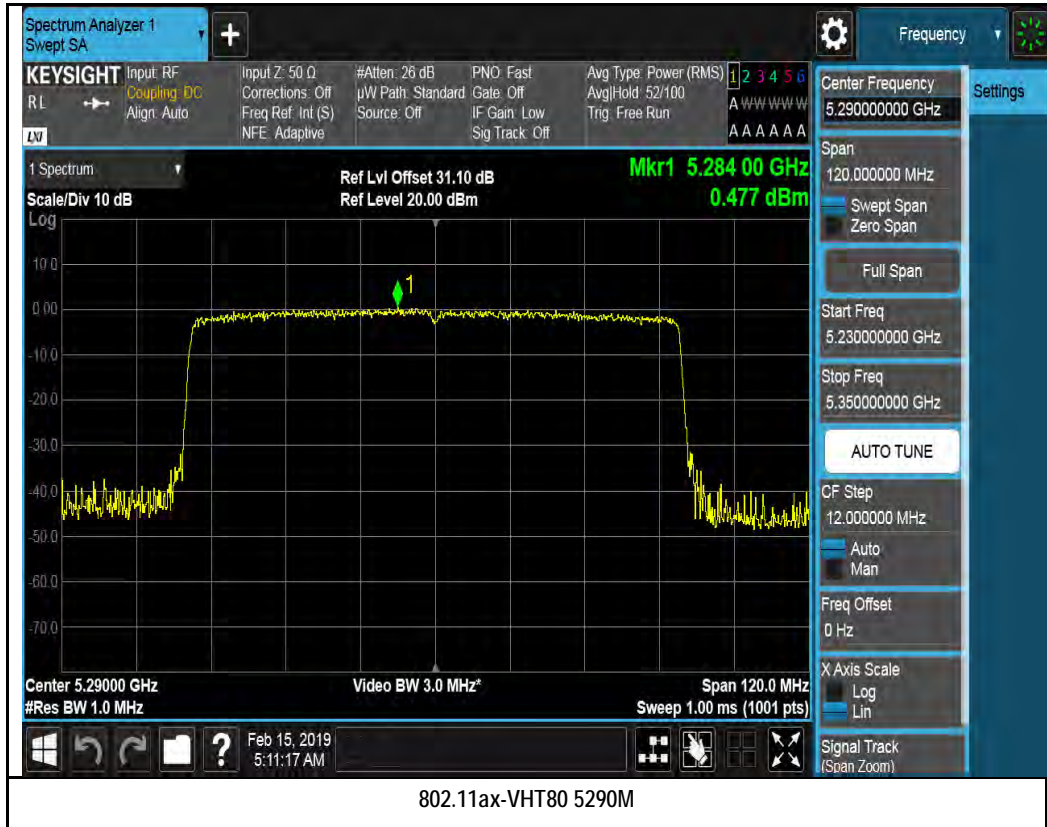 Spectrum Analyzer 1
Swept SA
+
Frequency
KEYSIGHT
RL
LXI
Input: RF
Coupling: DC
Align: Auto
Input Z: 50 Ω
Corrections: Off
Freq Ref: Int (S)
NFE: Adaptive
#Atten: 26 dB
µW Path: Standard
Source: Off
PNO: Fast
Gate: Off
IF Gain: Low
Sig Track: Off
Avg Type: Power (RMS)
Avg|Hold: 52/100
Trig: Free Run
1 2 3 4 5 6
A W W W W W
A A A A A A
1 Spectrum
Scale/Div 10 dB
Log
Ref Lvl Offset 31.10 dB
Ref Level 20.00 dBm
Mkr1 5.284 00 GHz
0.477 dBm
10.0
0.00
-10.0
-20.0
-30.0
-40.0
-50.0
-60.0
-70.0
1
Center 5.29000 GHz
#Res BW 1.0 MHz
Video BW 3.0 MHz*
Span 120.0 MHz
Sweep 1.00 ms (1001 pts)
?
Feb 15, 2019
5:11:17 AM
Center Frequency
5.290000000 GHz
Settings
Span
120.000000 MHz
Swept Span
Zero Span
Full Span
Start Freq
5.230000000 GHz
Stop Freq
5.350000000 GHz
AUTO TUNE
CF Step
12.000000 MHz
Auto
Man
Freq Offset
0 Hz
X Axis Scale
Log
Lin
Signal Track
(Span Zoom)
802.11ax-VHT80 5290M